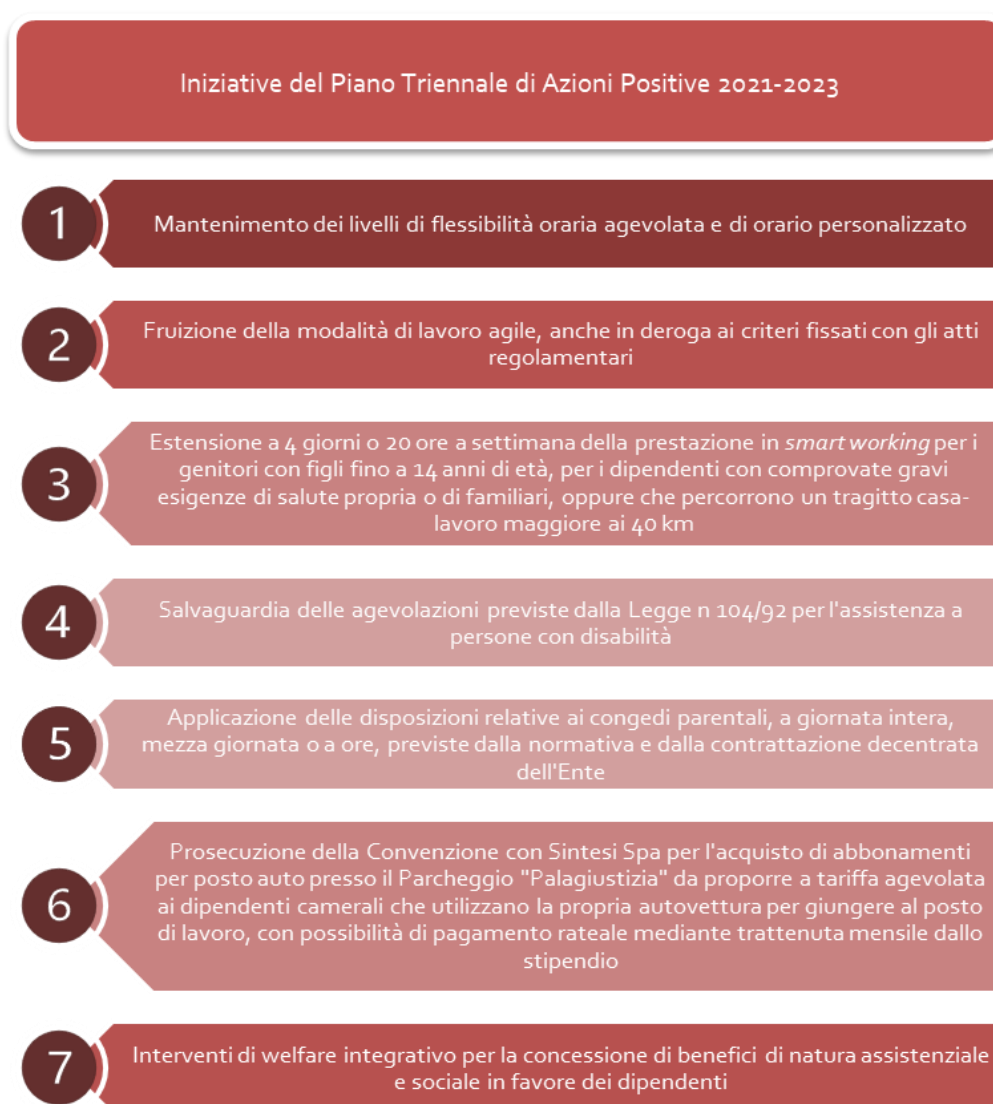 Iniziative del Piano Triennale di Azioni Positive 2021-2023
1
Mantenimento dei livelli di flessibilità oraria agevolata e di orario personalizzato
2
Fruizione della modalità di lavoro agile, anche in deroga ai criteri fissati con gli atti
regolamentari
3
Estensione a 4 giorni o 20 ore a settimana della prestazione in smart working per i
genitori con figli fino a 14 anni di età, per i dipendenti con comprovate gravi
esigenze di salute propria o di familiari, oppure che percorrono un tragitto casa-
lavoro maggiore ai 40 km
4
Salvaguardia delle agevolazioni previste dalla Legge n 104/92 per l'assistenza a
persone con disabilità
5
Applicazione delle disposizioni relative ai congedi parentali, a giornata intera,
mezza giornata o a ore, previste dalla normativa e dalla contrattazione decentrata
dell'Ente
6
Prosecuzione della Convenzione con Sintesi Spa per l'acquisto di abbonamenti
per posto auto presso il Parcheggio "Palagiustizia" da proporre a tariffa agevolata
ai dipendenti camerali che utilizzano la propria autovettura per giungere al posto
di lavoro, con possibilità di pagamento rateale mediante trattenuta mensile dallo
stipendio
7
Interventi di welfare integrativo per la concessione di benefici di natura assistenziale
e sociale in favore dei dipendenti